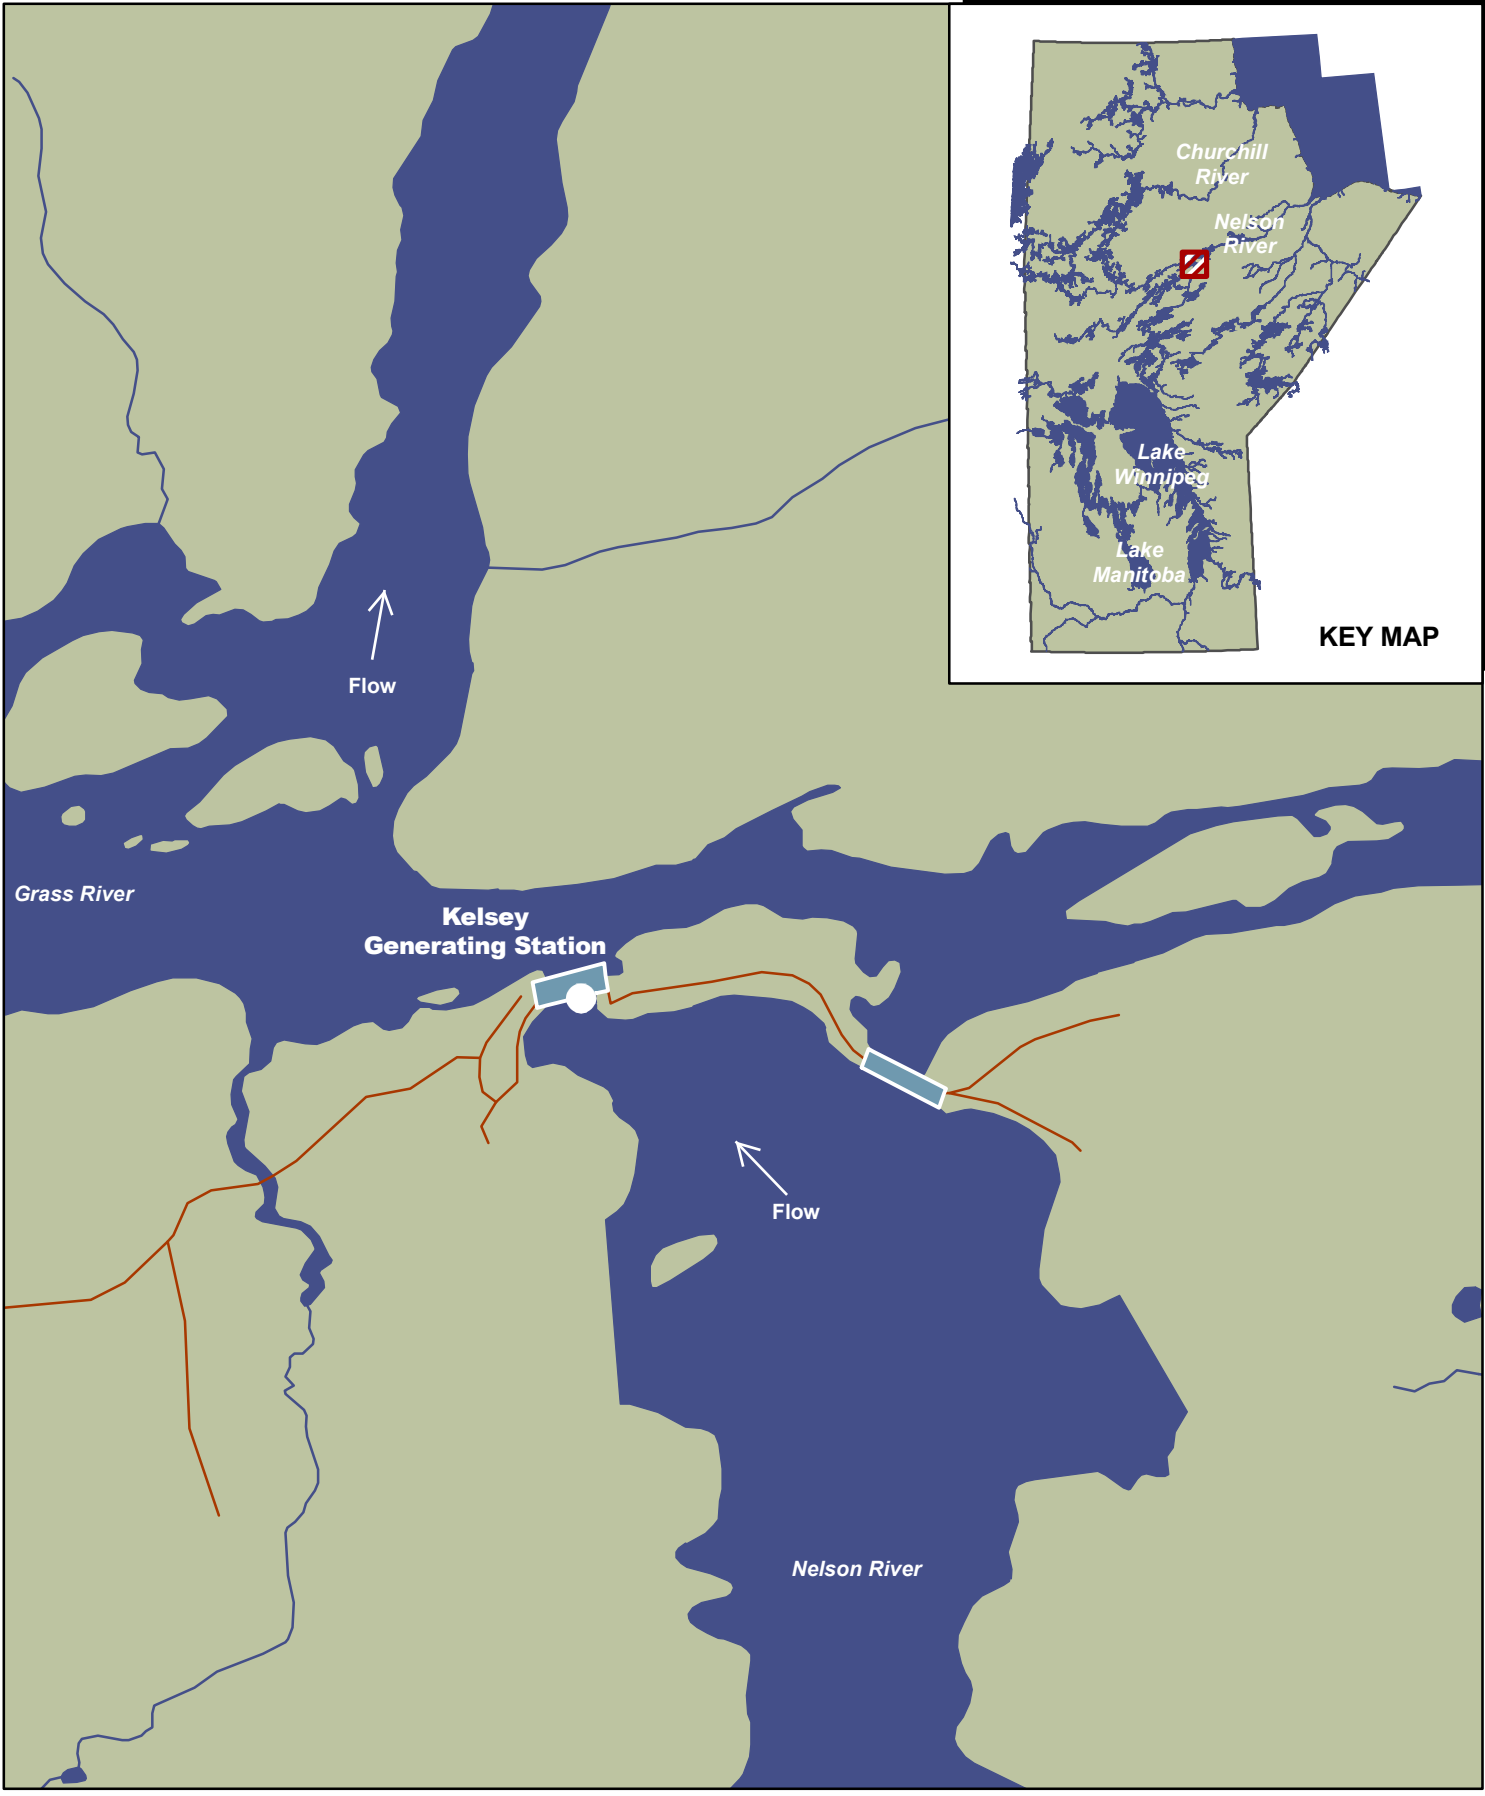 Churchill
River
Nelson
River
Lake
Winnipeg
Lake
Manitoba
KEY MAP
Flow
Grass River
Kelsey
Generating Station
Flow
Nelson River